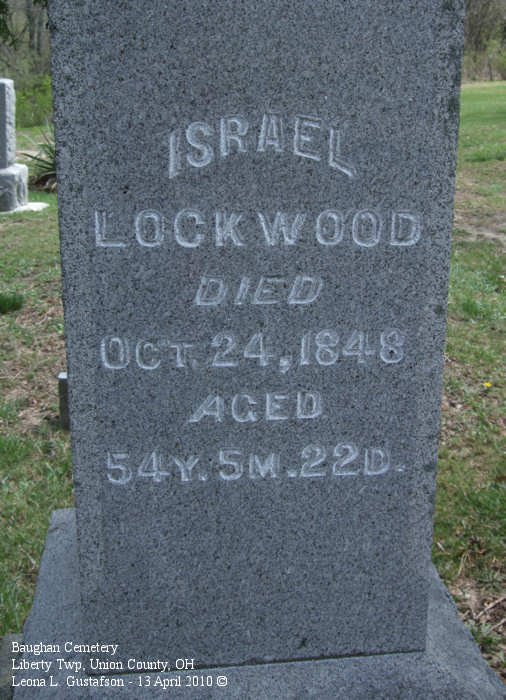 ISRAEL
LOCKWOOD
DIED
OCT. 24, 1848
AGED
54Y. 5M. 22D.
Baughan Cemetery
Liberty Twp, Union County, OH
Leona L. Gustafson - 13 April 2010 ©